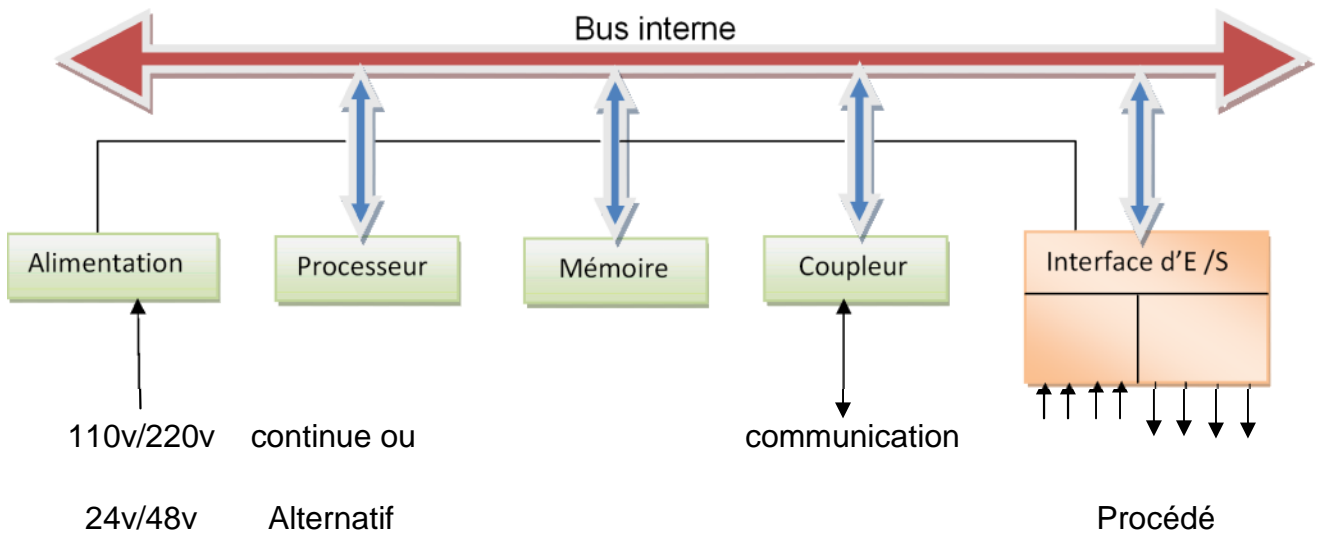 Bus interne
Alimentation
Processeur
Mémoire
Coupleur
Interface d'E /S
110v/220v continue ou
communication
24v/48v Alternatif
Procédé